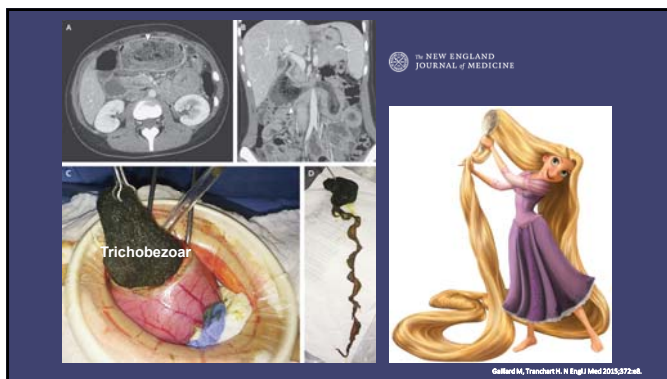 A
B
The NEW ENGLAND
JOURNAL of MEDICINE
C
D
Trichobezoar
Gaillard M, Tranchart H. N Engl J Med 2015;372:e8.